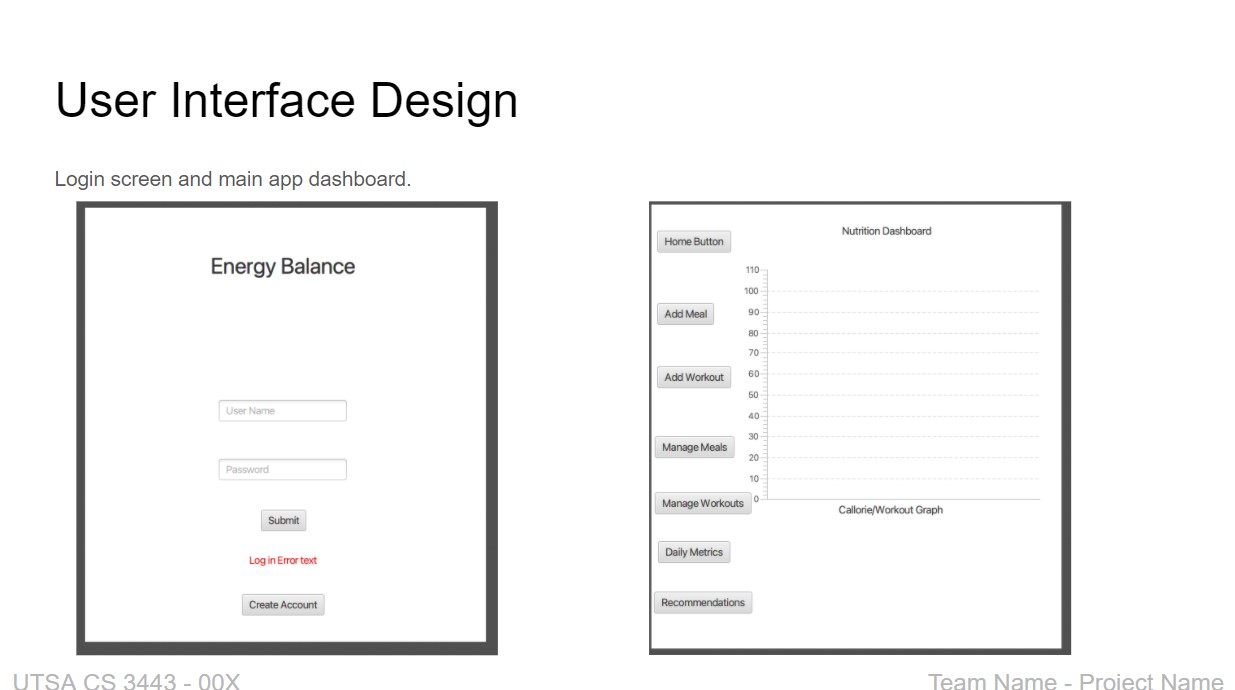 User Interface Design
Login screen and main app dashboard.
Energy Balance
User Name
Password
Submit
Log in Error text
Create Account
Home Button
Add Meal
Add Workout
Manage Meals
Manage Workouts
Daily Metrics
Recommendations
Nutrition Dashboard
110
100
90
80
70
60
50
40
30
20
10
0
Callorie/Workout Graph
UTSA CS 3443 - 00X
Team Name - Project Name